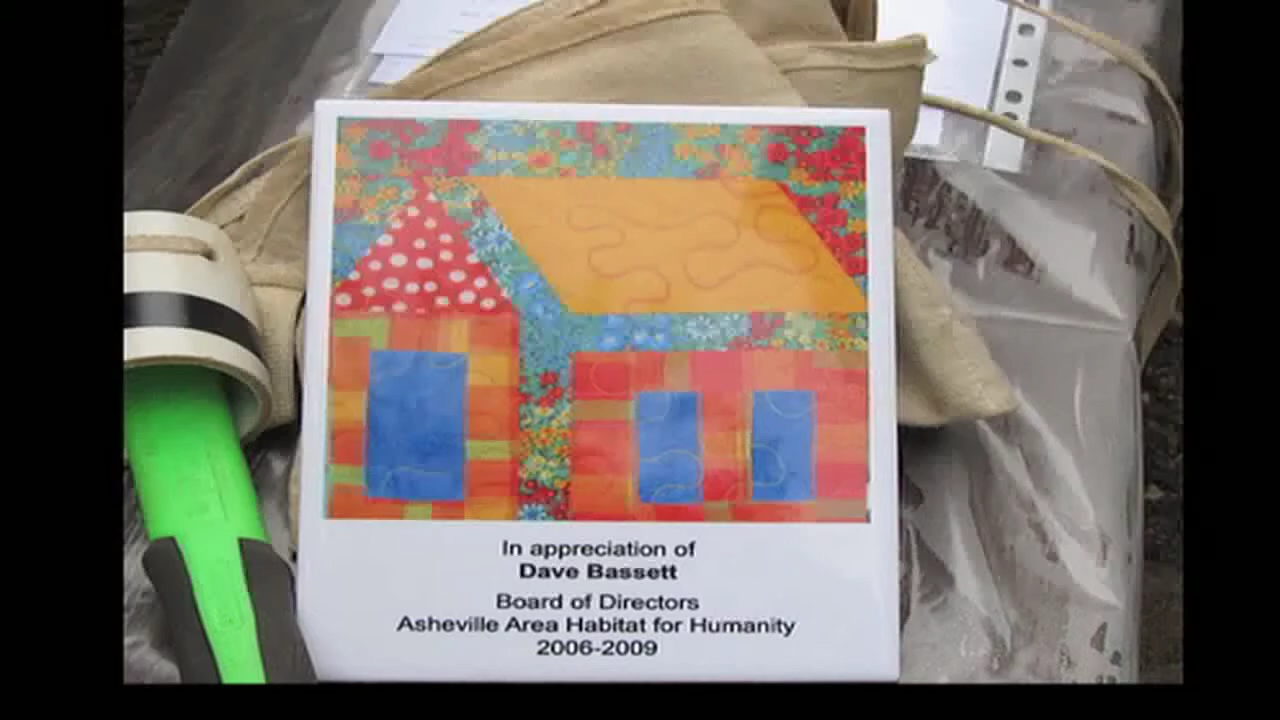 In appreciation of
Dave Bassett
Board of Directors
Asheville Area Habitat for Humanity
2006-2009